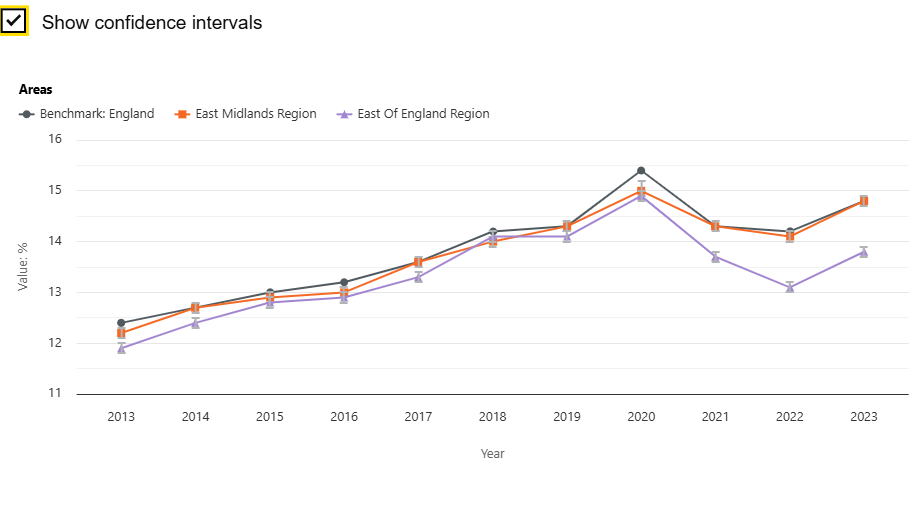 Show confidence intervals
Areas
Benchmark: England East Midlands Region East Of England Region
16
15
14
13
12
11
Value: %
2013 2014 2015 2016 2017 2018 2019 2020 2021 2022 2023
Year